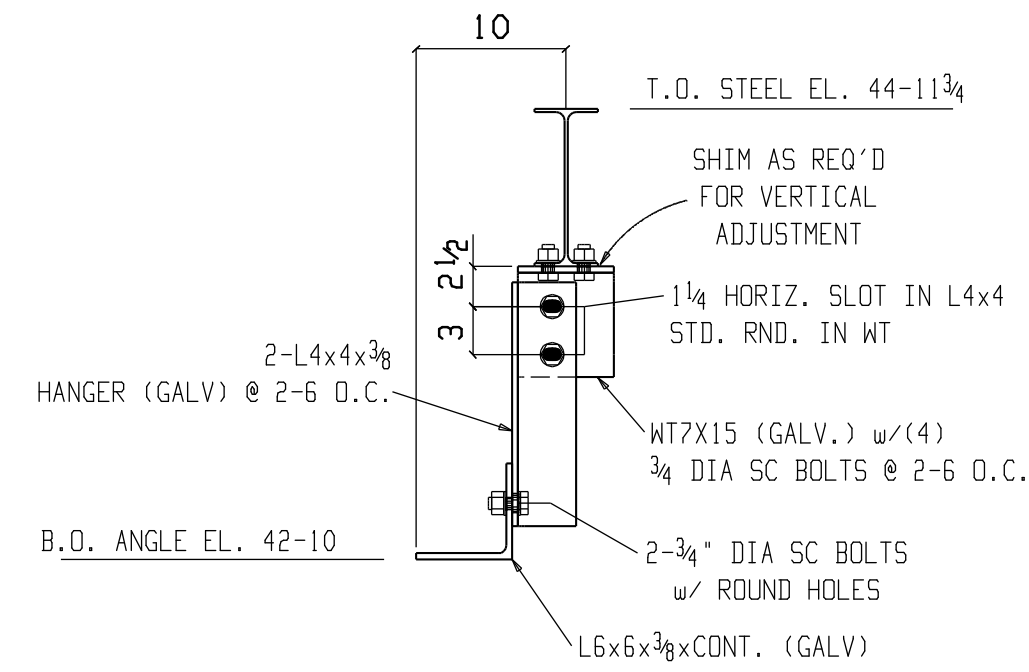 10
T.O. STEEL EL. 44-11¾
SHIM AS REQ'D
FOR VERTICAL
ADJUSTMENT
2½
3
1¼ HORIZ. SLOT IN L4x4
STD. RND. IN WT
2-L4x4x⅜
HANGER (GALV) @ 2-6 O.C.
WT7X15 (GALV.) w/(4)
¾ DIA SC BOLTS @ 2-6 O.C.
B.O. ANGLE EL. 42-10
2-¾" DIA SC BOLTS
w/ ROUND HOLES
L6x6x⅜xCONT. (GALV)